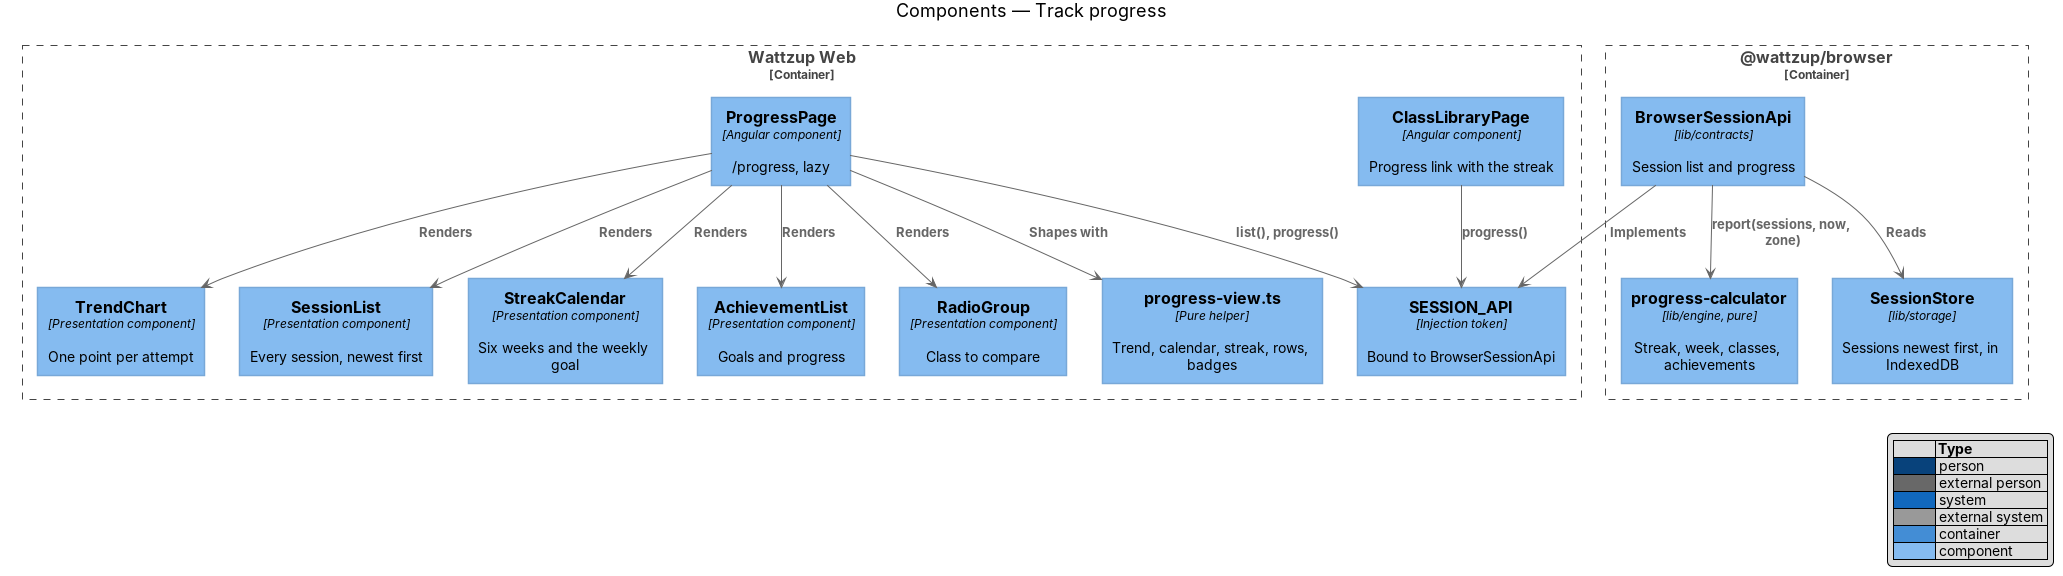 Components — Track progress
Wattzup Web
[Container]
@wattzup/browser
[Container]
ProgressPage
[Angular component]
/progress, lazy
ClassLibraryPage
[Angular component]
Progress link with the streak
BrowserSessionApi
[lib/contracts]
Session list and progress
Renders
Renders
Renders
Renders
Renders
Shapes with
list(), progress()
progress()
Implements
report(sessions, now,
zone)
Reads
TrendChart
[Presentation component]
One point per attempt
SessionList
[Presentation component]
Every session, newest first
StreakCalendar
[Presentation component]
Six weeks and the weekly
goal
AchievementList
[Presentation component]
Goals and progress
RadioGroup
[Presentation component]
Class to compare
progress-view.ts
[Pure helper]
Trend, calendar, streak, rows,
badges
SESSION_API
[Injection token]
Bound to BrowserSessionApi
progress-calculator
[lib/engine, pure]
Streak, week, classes,
achievements
SessionStore
[lib/storage]
Sessions newest first, in
IndexedDB
Type
person
external person
system
external system
container
component